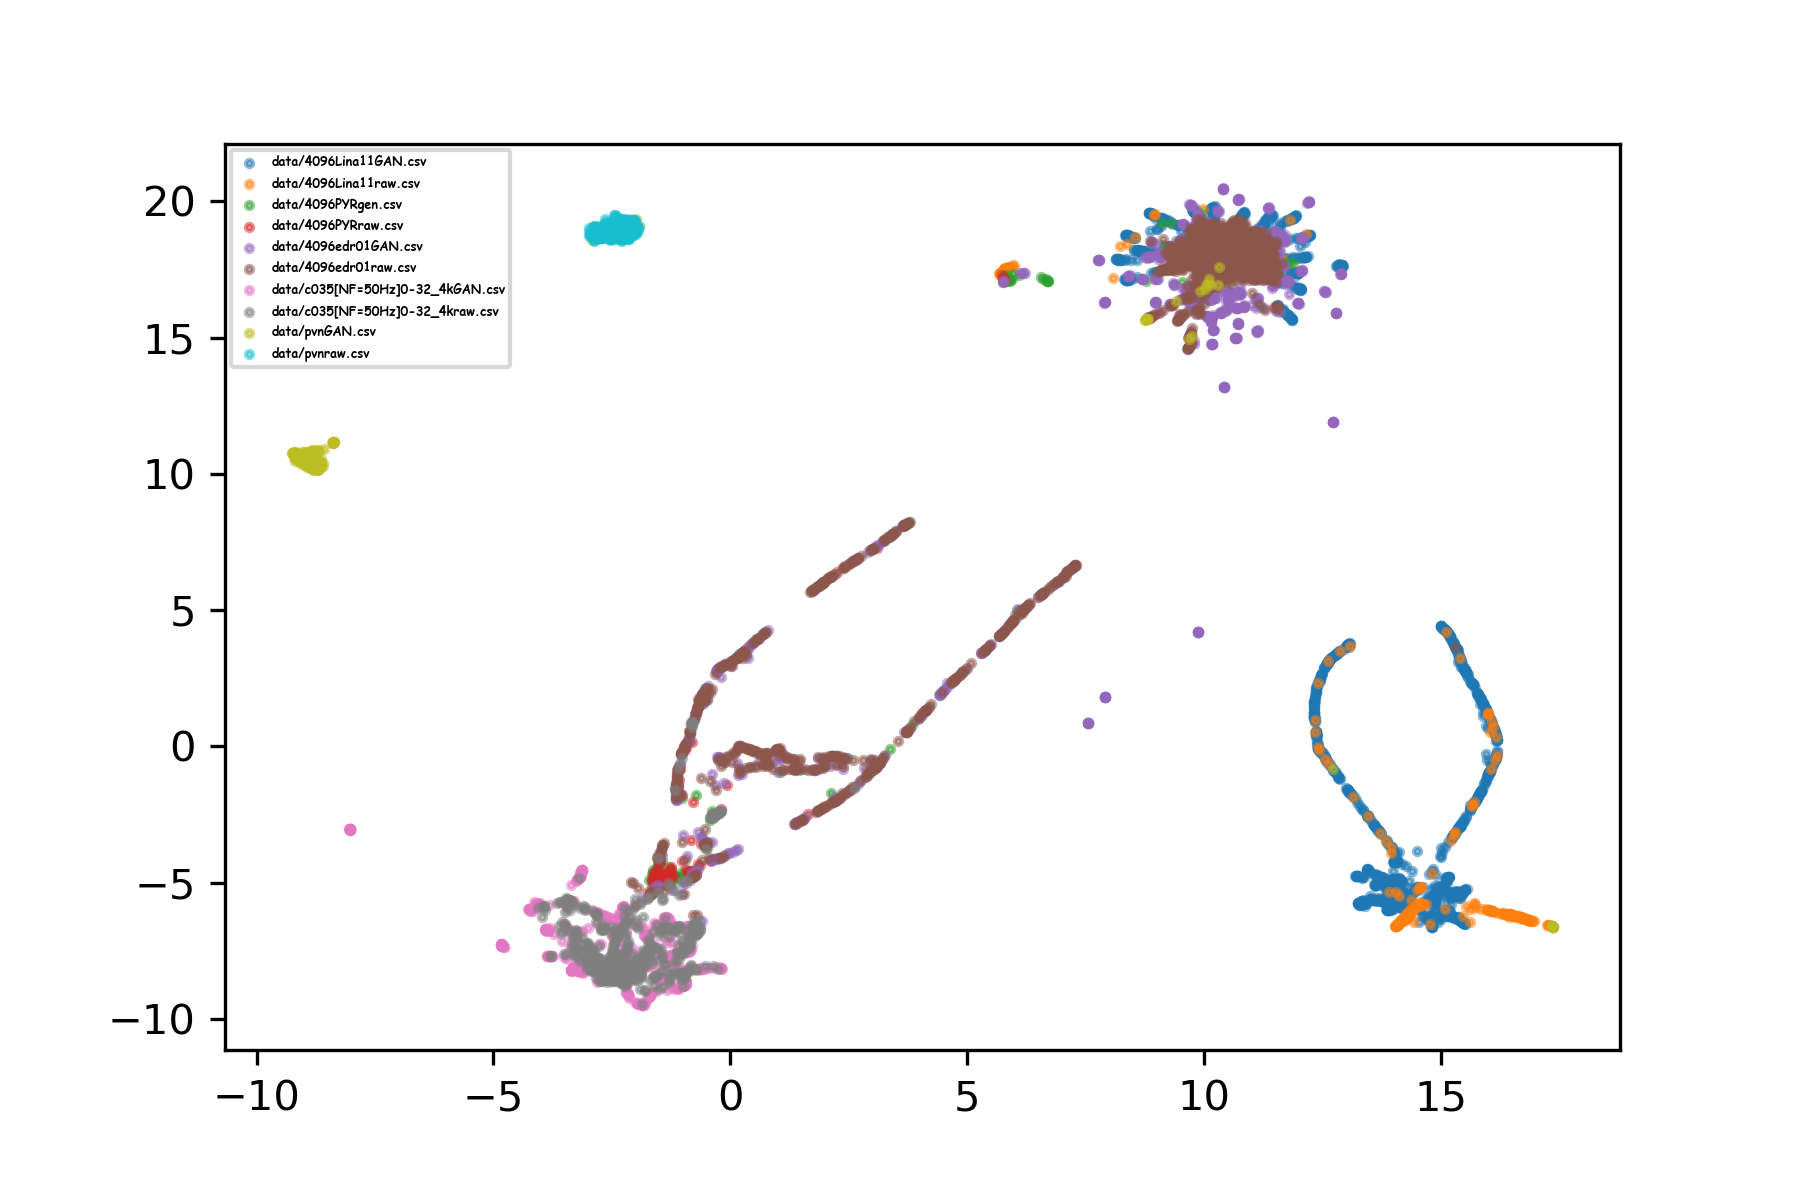 data/4096Lina11GAN.csv
data/4096Lina11raw.csv
data/4096PYRgen.csv
data/4096PYRraw.csv
data/4096edr01GAN.csv
data/4096edr01raw.csv
data/c035[NF=50Hz]0-32_4kGAN.csv
data/c035[NF=50Hz]0-32_4kraw.csv
data/pvnGAN.csv
data/pvnraw.csv
20
15
10
5
0
−5
−10
−10 −5 0 5 10 15